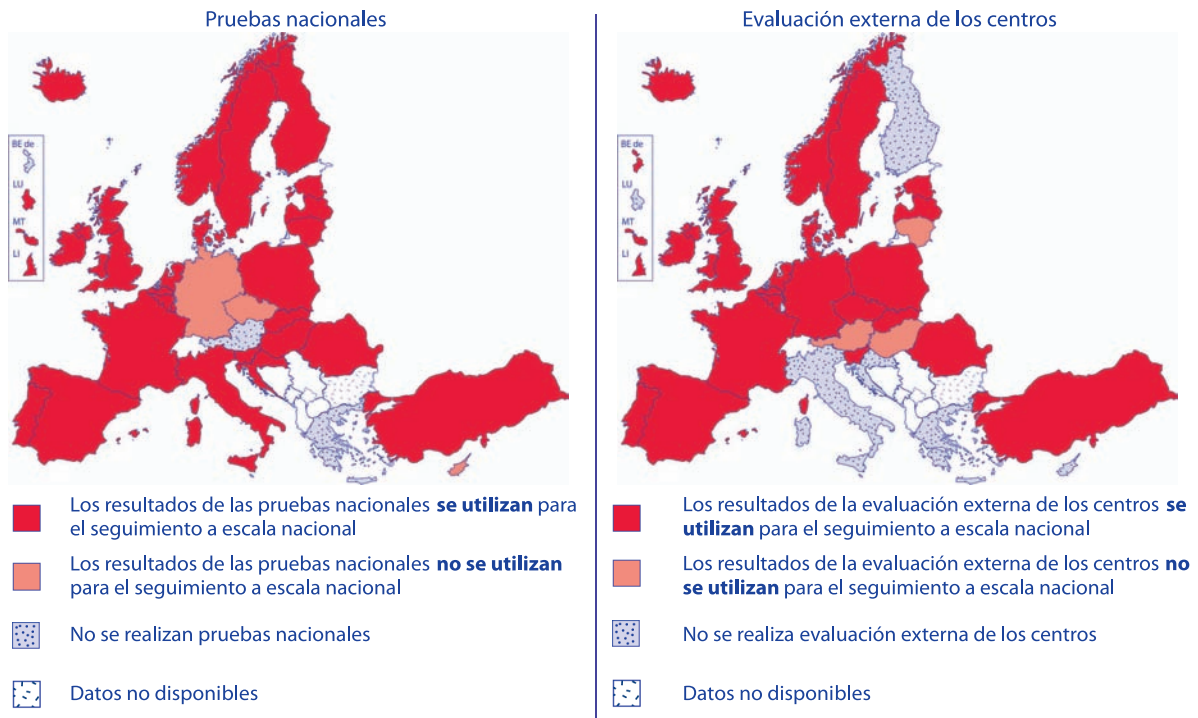 Pruebas nacionales
BE de
LU
MT
LI
Los resultados de las pruebas nacionales se utilizan para
el seguimiento a escala nacional
Los resultados de las pruebas nacionales no se utilizan
para el seguimiento a escala nacional
No se realizan pruebas nacionales
Datos no disponibles
Evaluación externa de los centros
BE de
LU
MT
LI
Los resultados de la evaluación externa de los centros se
utilizan para el seguimiento a escala nacional
Los resultados de la evaluación externa de los centros no
se utilizan para el seguimiento a escala nacional
No se realiza evaluación externa de los centros
Datos no disponibles